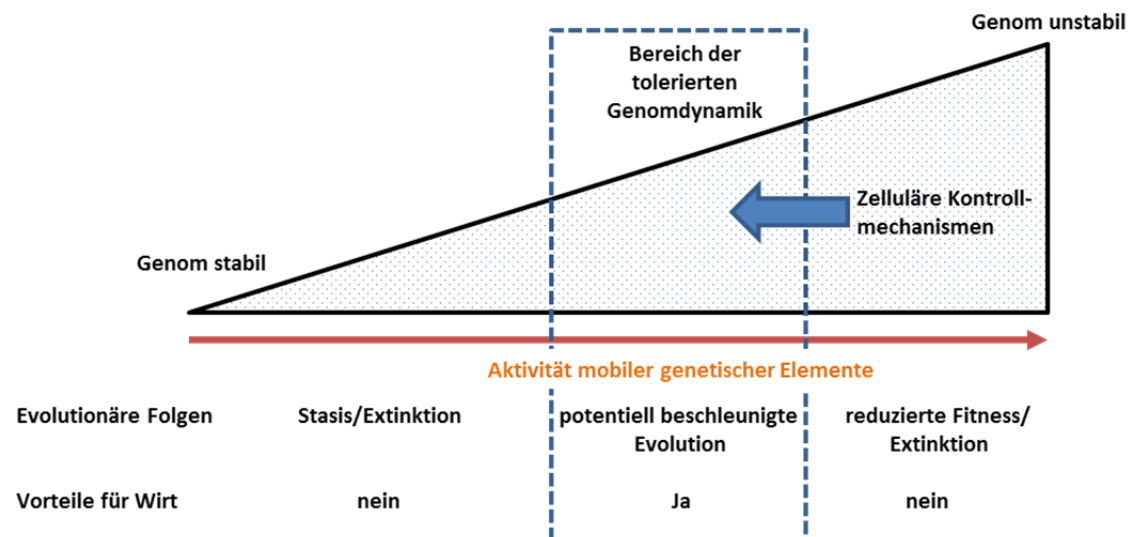 Genom unstabil
Bereich der
tolerierten
Genomdynamik
Zelluläre Kontroll-
mechanismen
Genom stabil
Aktivität mobiler genetischer Elemente
Evolutionäre Folgen
Stasis/Extinktion
potentiell beschleunigte
Evolution
reduzierte Fitness/
Extinktion
Vorteile für Wirt
nein
Ja
nein